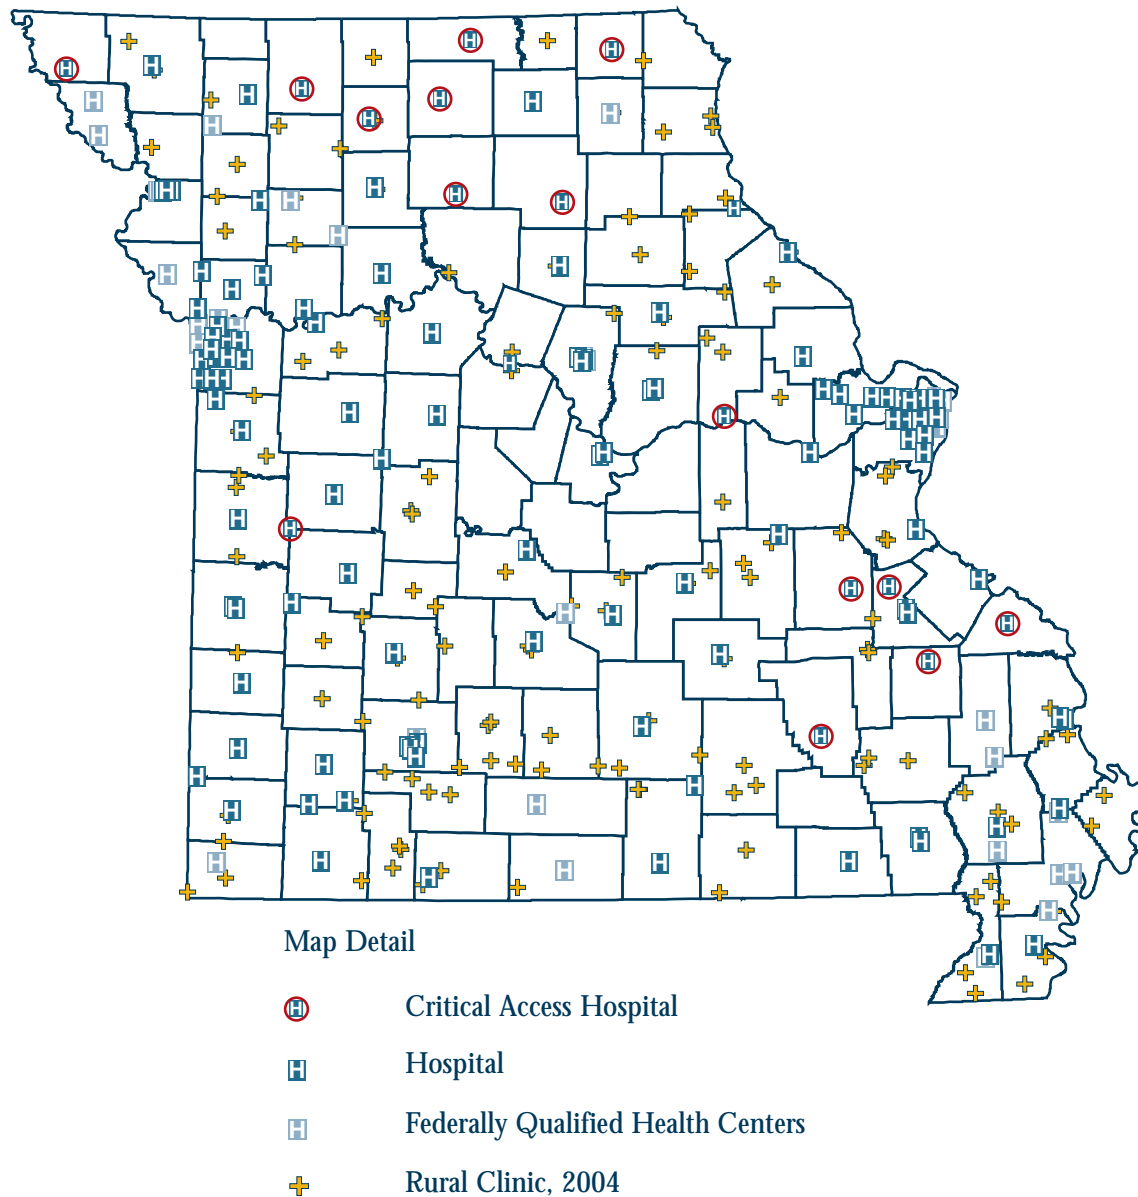 Map Detail
Critical Access Hospital
Hospital
Federally Qualified Health Centers
Rural Clinic, 2004